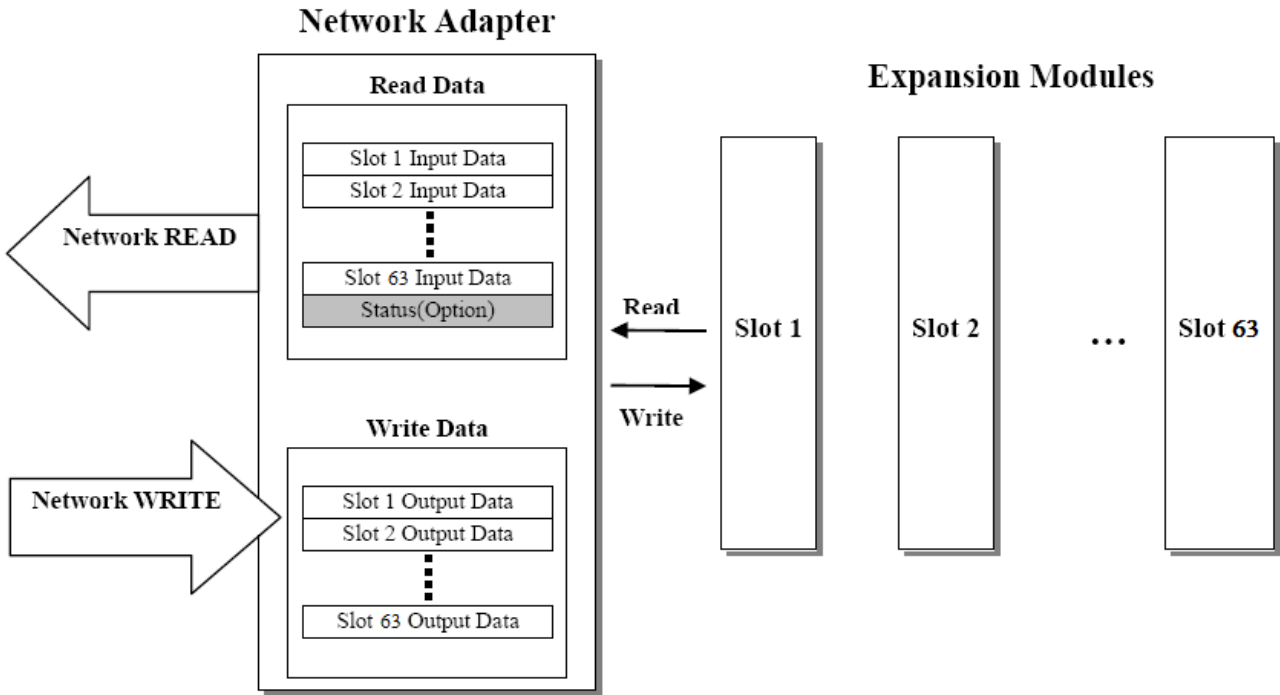 Network Adapter
Read Data
Slot 1 Input Data
Slot 2 Input Data
Slot 63 Input Data
Status(Option)
Network READ
Write Data
Slot 1 Output Data
Slot 2 Output Data
Slot 63 Output Data
Network WRITE
Read
Write
Expansion Modules
Slot 1
Slot 2
...
Slot 63